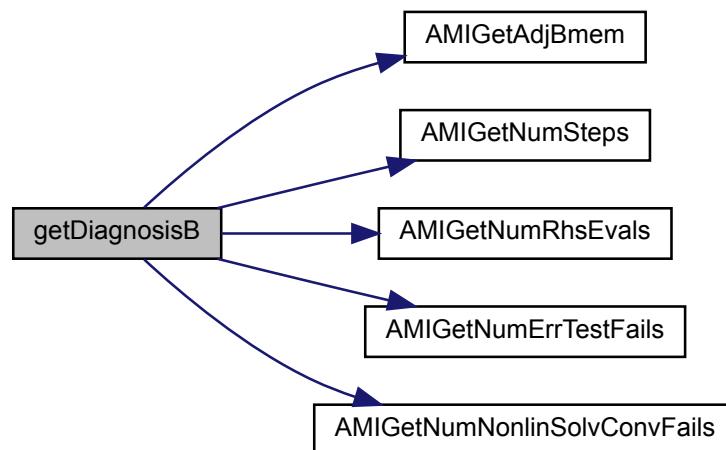 AMIGetAdjBmem
AMIGetNumSteps
getDiagnosisB
AMIGetNumRhsEvals
AMIGetNumErrTestFails
AMIGetNumNonlinSolvConvFails